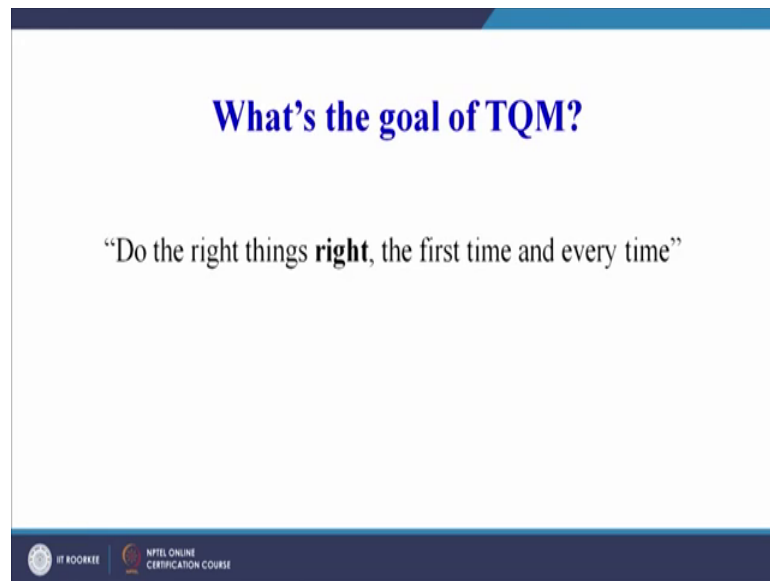 What’s the goal of TQM?
“Do the right things right, the first time and every time”
IIT ROORKEE
NPTEL ONLINE
CERTIFICATION COURSE